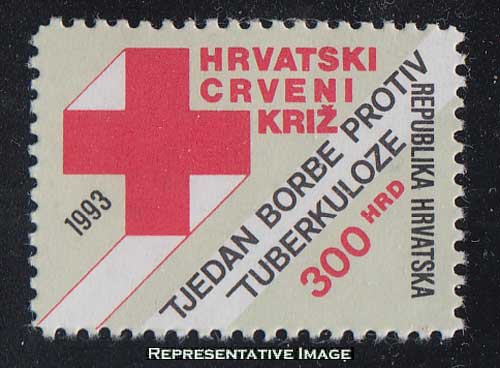 HRVATSKI
CRVENI
KRIŽ
1993
TJEDAN BORBE PROTIV
TUBERKULOZE
300 HRD
REPUBLIKA HRVATSKA
REPRESENTATIVE IMAGE